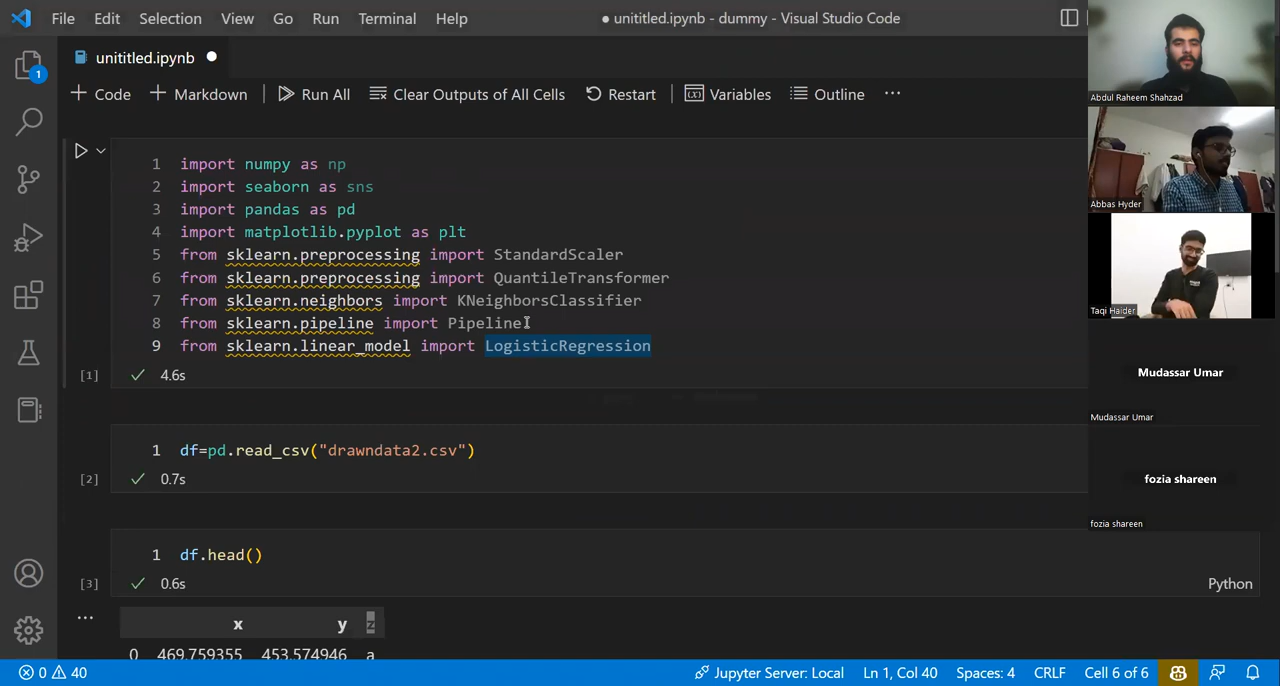 File Edit Selection View Go Run Terminal Help
● unititled.ipynb - dummy - Visual Studio Code
unititled.ipynb ●
+ Code + Markdown Run All Clear Outputs of All Cells Restart Variables Outline ...
1 import numpy as np
2 import seaborn as sns
3 import pandas as pd
4 import matplotlib.pyplot as plt
5 from sklearn.preprocessing import StandardScaler
6 from sklearn.preprocessing import QuantileTransformer
7 from sklearn.neighbors import KNeighborsClassifier
8 from sklearn.pipeline import Pipeline
9 from sklearn.linear_model import LogisticRegression
[1] ✓ 4.6s
1 df=pd.read_csv("drawndata2.csv")
[2] ✓ 0.7s
1 df.head()
[3] ✓ 0.6s
Python
... x y z
0 469.759355 453.574946 a
1
Abdul Raheem Shahzad
Abbas Hyder
Taqi Haider
Mudassar Umar
Mudassar Umar
fozia shareen
fozia shareen
0 40 Jupyter Server: Local Ln 1, Col 40 Spaces: 4 CRLF Cell 6 of 6